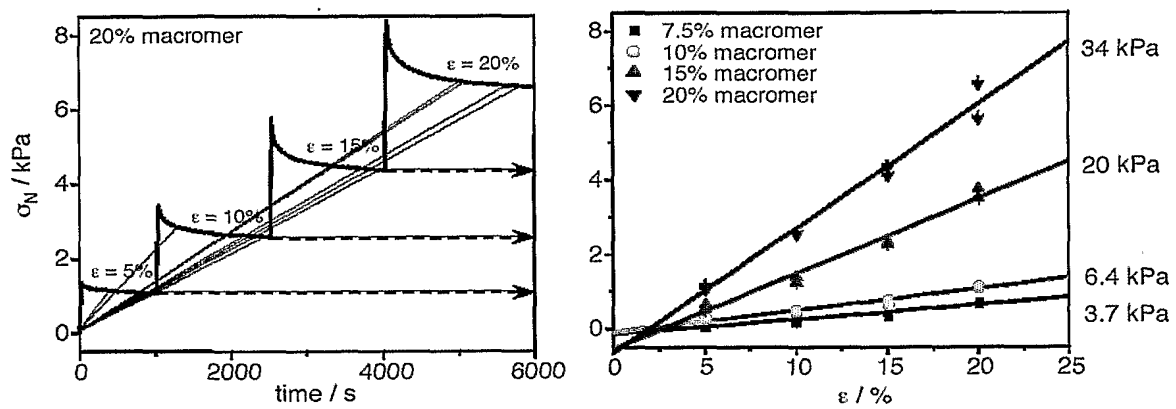 20% macromer
ε = 20%
ε = 15%
ε = 10%
ε = 5%
8
6
4
2
0
σN / kPa
0 2000 4000 6000
time / s
7.5% macromer
10% macromer
15% macromer
20% macromer
8
6
4
2
0
0 5 10 15 20 25
ε / %
34 kPa
20 kPa
6.4 kPa
3.7 kPa